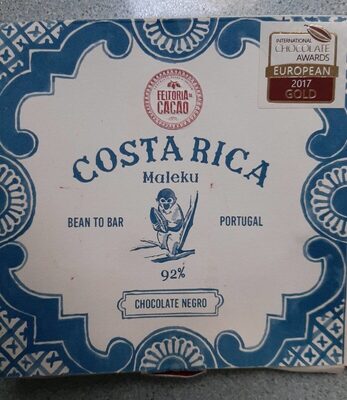 INTERNATIONAL
CHOCOLATE
AWARDS
EUROPEAN
2017
GOLD
FEITORIA DO
CACAO
COSTA RICA
Maleku
BEAN TO BAR
PORTUGAL
92%
CHOCOLATE NEGRO